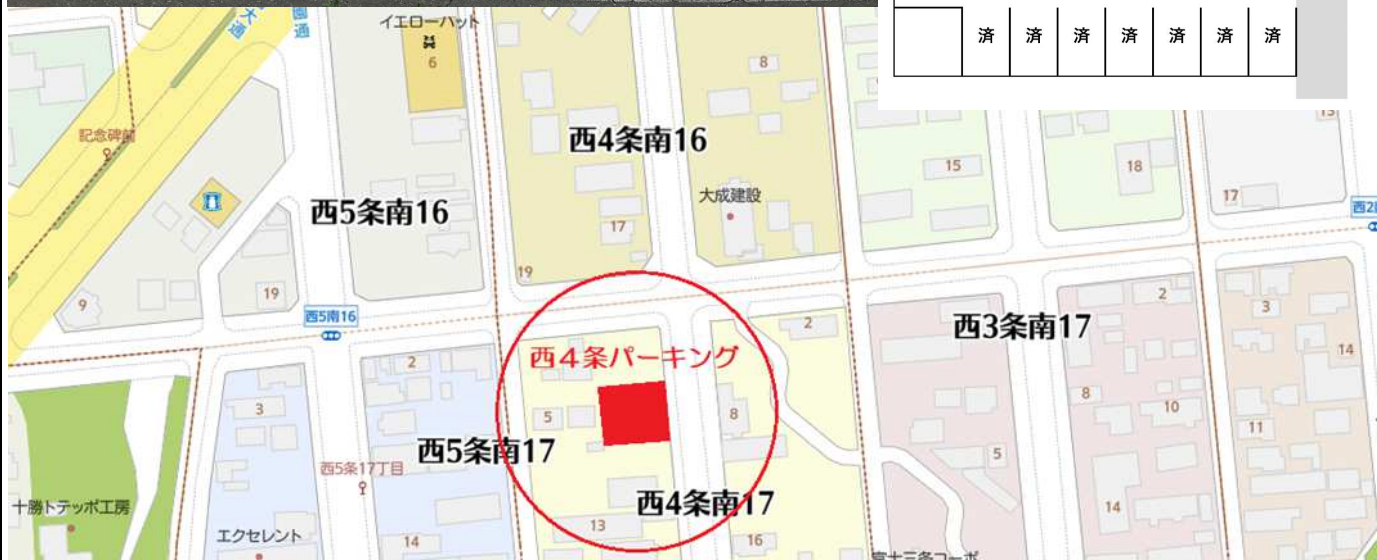 済 済 済 済 済 済 済
大通
イエローハット
6
8
記念碑前
西4条南16
15
18
17
大成建設
西5条南16
17
19
19
9
西5南16
西3条南17
2
3
2
2
西4条パーキング
14
3
5
8
8
10
11
西5条南17
西5条17丁目
5
西4条南17
十勝トテッポ工房
13
14
エクセレント
14
16